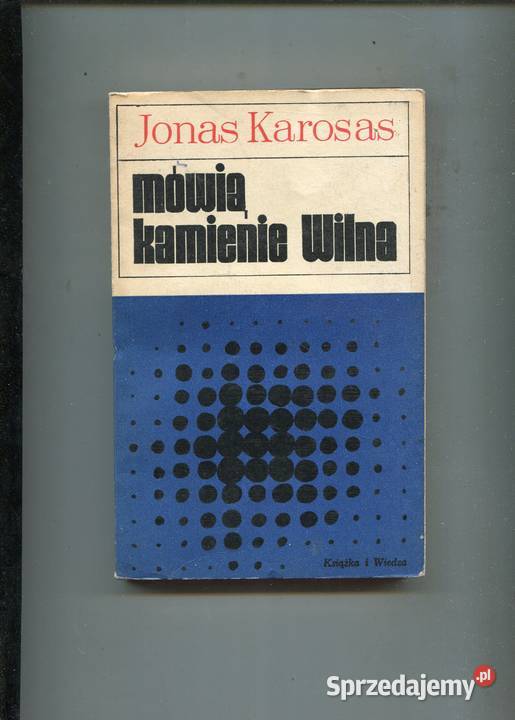 Jonas Karosas
mówią
kamienie Wilna
Książka i Wiedza
Sprzedajemy.pl